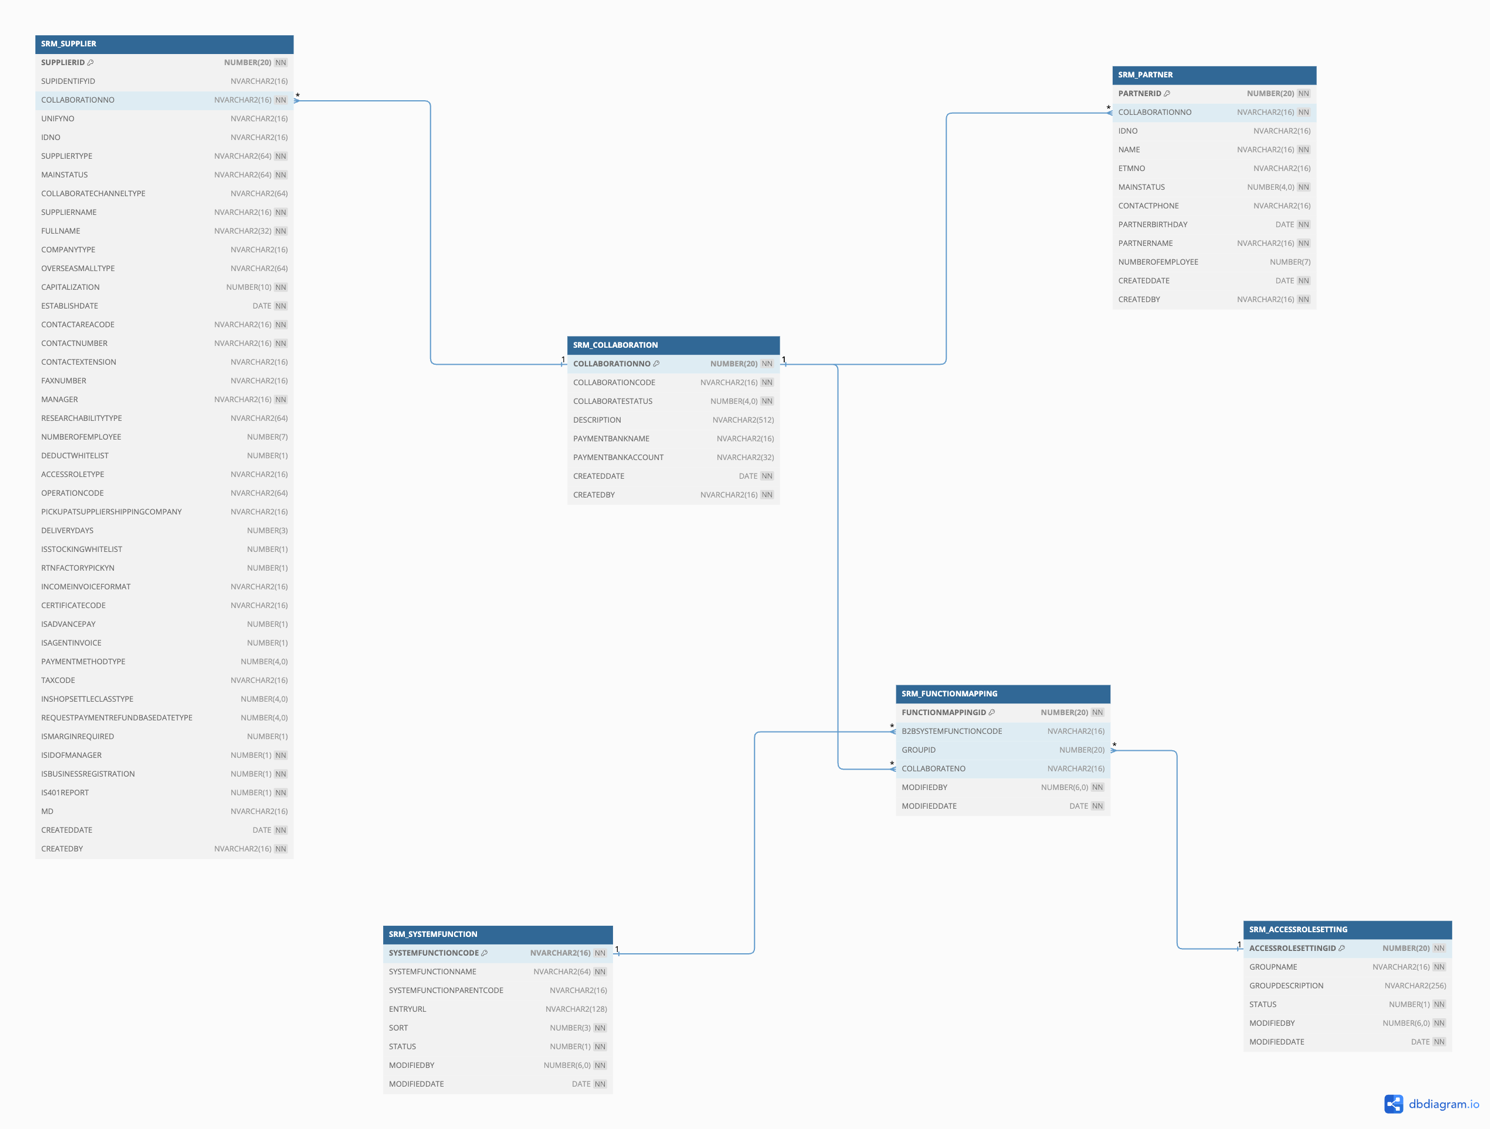 SRM_SUPPLIER
SUPPLIERID NUMBER(20) NN
SUPIDENTIFYID NVARCHAR2(16)
COLLABORATIONNO NVARCHAR2(16) NN *
UNIFYNO NVARCHAR2(16)
IDNO NVARCHAR2(16)
SUPPLIERTYPE NVARCHAR2(64) NN
MAINSTATUS NVARCHAR2(64) NN
COLLABORATECHANNELTYPE NVARCHAR2(64)
SUPPLIERNAME NVARCHAR2(16) NN
FULLNAME NVARCHAR2(32) NN
COMPANYTYPE NVARCHAR2(16)
OVERSEASMALLTYPE NVARCHAR2(64)
CAPITALIZATION NUMBER(10) NN
ESTABLISHDATE DATE NN
CONTACTAREACODE NVARCHAR2(16) NN
CONTACTNUMBER NVARCHAR2(16) NN
CONTACTEXTENSION NVARCHAR2(16)
FAXNUMBER NVARCHAR2(16)
MANAGER NVARCHAR2(16) NN
RESEARCHABILITYTYPE NVARCHAR2(64)
NUMBEROFEMPLOYEE NUMBER(7)
DEDUCTWHITELIST NUMBER(1)
ACCESSROLETYPE NVARCHAR2(16)
OPERATIONCODE NVARCHAR2(64)
PICKUPATSUPPLIERSHIPPINGCOMPANY NVARCHAR2(16)
DELIVERYDAYS NUMBER(3)
ISSTOCKINGWHITELIST NUMBER(1)
RTNFACTORYPICKYN NUMBER(1)
INCOMEINVOICEFORMAT NVARCHAR2(16)
CERTIFICATECODE NVARCHAR2(16)
ISADVANCEPAY NUMBER(1)
ISAGENTINVOICE NUMBER(1)
PAYMENTMETHODTYPE NUMBER(4,0)
TAXCODE NVARCHAR2(16)
INSHOPSETTLECLASSTYPE NUMBER(4,0)
REQUESTPAYMENTREFUNDBASEDATETYPE NUMBER(4,0)
ISMARGINREQUIRED NUMBER(1)
ISIDOFMANAGER NUMBER(1) NN
ISBUSINESSREGISTRATION NUMBER(1) NN
IS401REPORT NUMBER(1) NN
MD NVARCHAR2(16)
CREATEDDATE DATE NN
CREATEDBY NVARCHAR2(16) NN
SRM_PARTNER
PARTNERID NUMBER(20) NN
* COLLABORATIONNO NVARCHAR2(16) NN
IDNO NVARCHAR2(16)
NAME NVARCHAR2(16) NN
ETMNO NVARCHAR2(16)
MAINSTATUS NUMBER(4,0) NN
CONTACTPHONE NVARCHAR2(16)
PARTNERBIRTHDAY DATE NN
PARTNERNAME NVARCHAR2(16) NN
NUMBEROFEMPLOYEE NUMBER(7)
CREATEDDATE DATE NN
CREATEDBY NVARCHAR2(16) NN
SRM_COLLABORATION
1 COLLABORATIONNO NUMBER(20) NN 1
COLLABORATIONCODE NVARCHAR2(16) NN
COLLABORATESTATUS NUMBER(4,0) NN
DESCRIPTION NVARCHAR2(512)
PAYMENTBANKNAME NVARCHAR2(16)
PAYMENTBANKACCOUNT NVARCHAR2(32)
CREATEDDATE DATE NN
CREATEDBY NVARCHAR2(16) NN
SRM_FUNCTIONMAPPING
FUNCTIONMAPPINGID NUMBER(20) NN
* B2BSYSTEMFUNCTIONCODE NVARCHAR2(16)
GROUPID NUMBER(20) *
* COLLABORATENO NVARCHAR2(16)
MODIFIEDBY NUMBER(6,0) NN
MODIFIEDDATE DATE NN
SRM_SYSTEMFUNCTION
SYSTEMFUNCTIONCODE NVARCHAR2(16) NN 1
SYSTEMFUNCTIONNAME NVARCHAR2(64) NN
SYSTEMFUNCTIONPARENTCODE NVARCHAR2(16)
ENTRYURL NVARCHAR2(128)
SORT NUMBER(3) NN
STATUS NUMBER(1) NN
MODIFIEDBY NUMBER(6,0) NN
MODIFIEDDATE DATE NN
SRM_ACCESSROLESETTING
1 ACCESSROLESETTINGID NUMBER(20) NN
GROUPNAME NVARCHAR2(16) NN
GROUPDESCRIPTION NVARCHAR2(256)
STATUS NUMBER(1) NN
MODIFIEDBY NUMBER(6,0) NN
MODIFIEDDATE DATE NN
dbdiagram.io